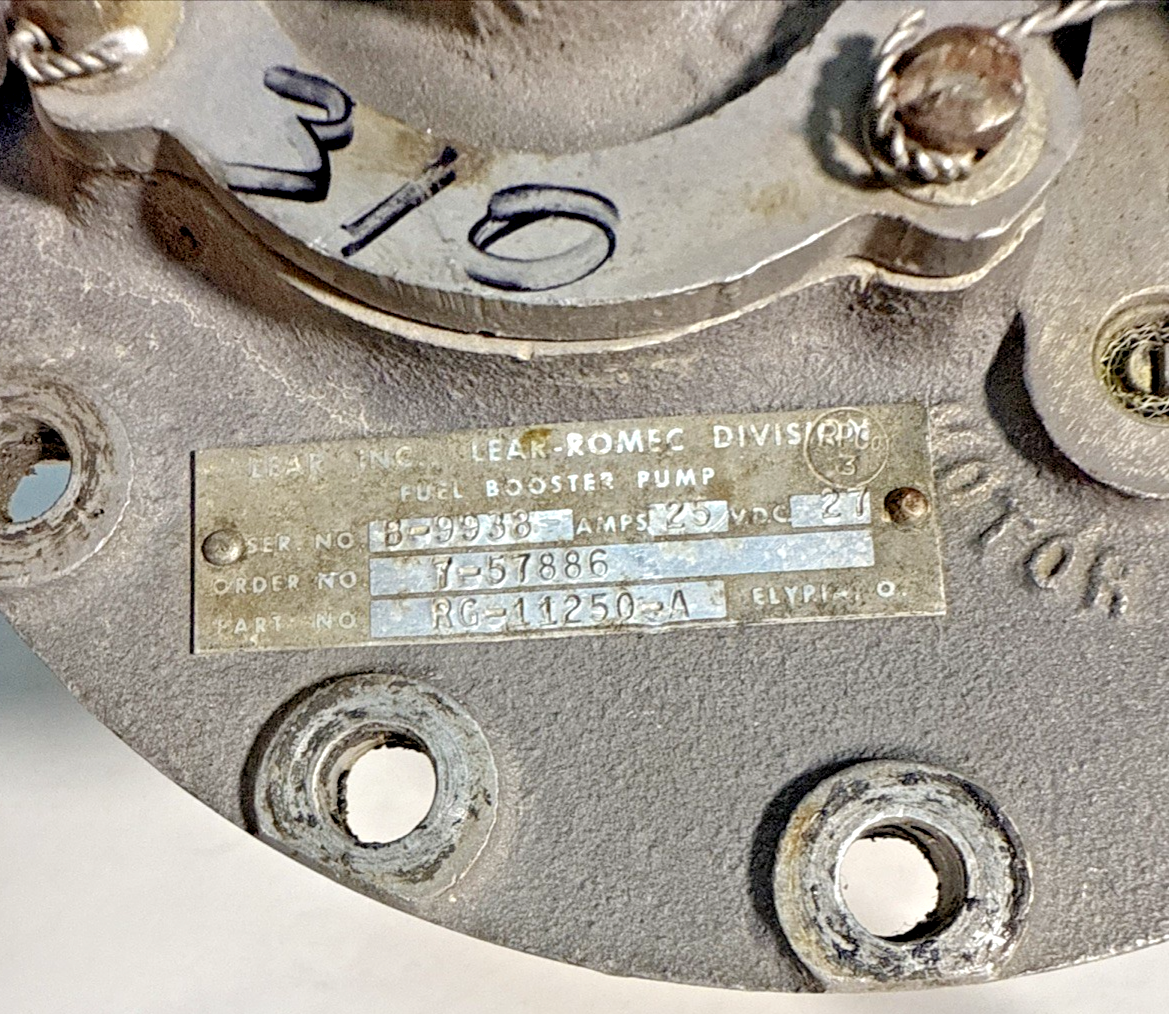 W/O
LEAR INC. LEAR-ROMEC DIVISION
FUEL BOOSTER PUMP
SER. NO. B-9938 AMPS 25 VDC 27
ORDER NO 7-57886
PART NO RG-11250-A ELYRIA, O.
3